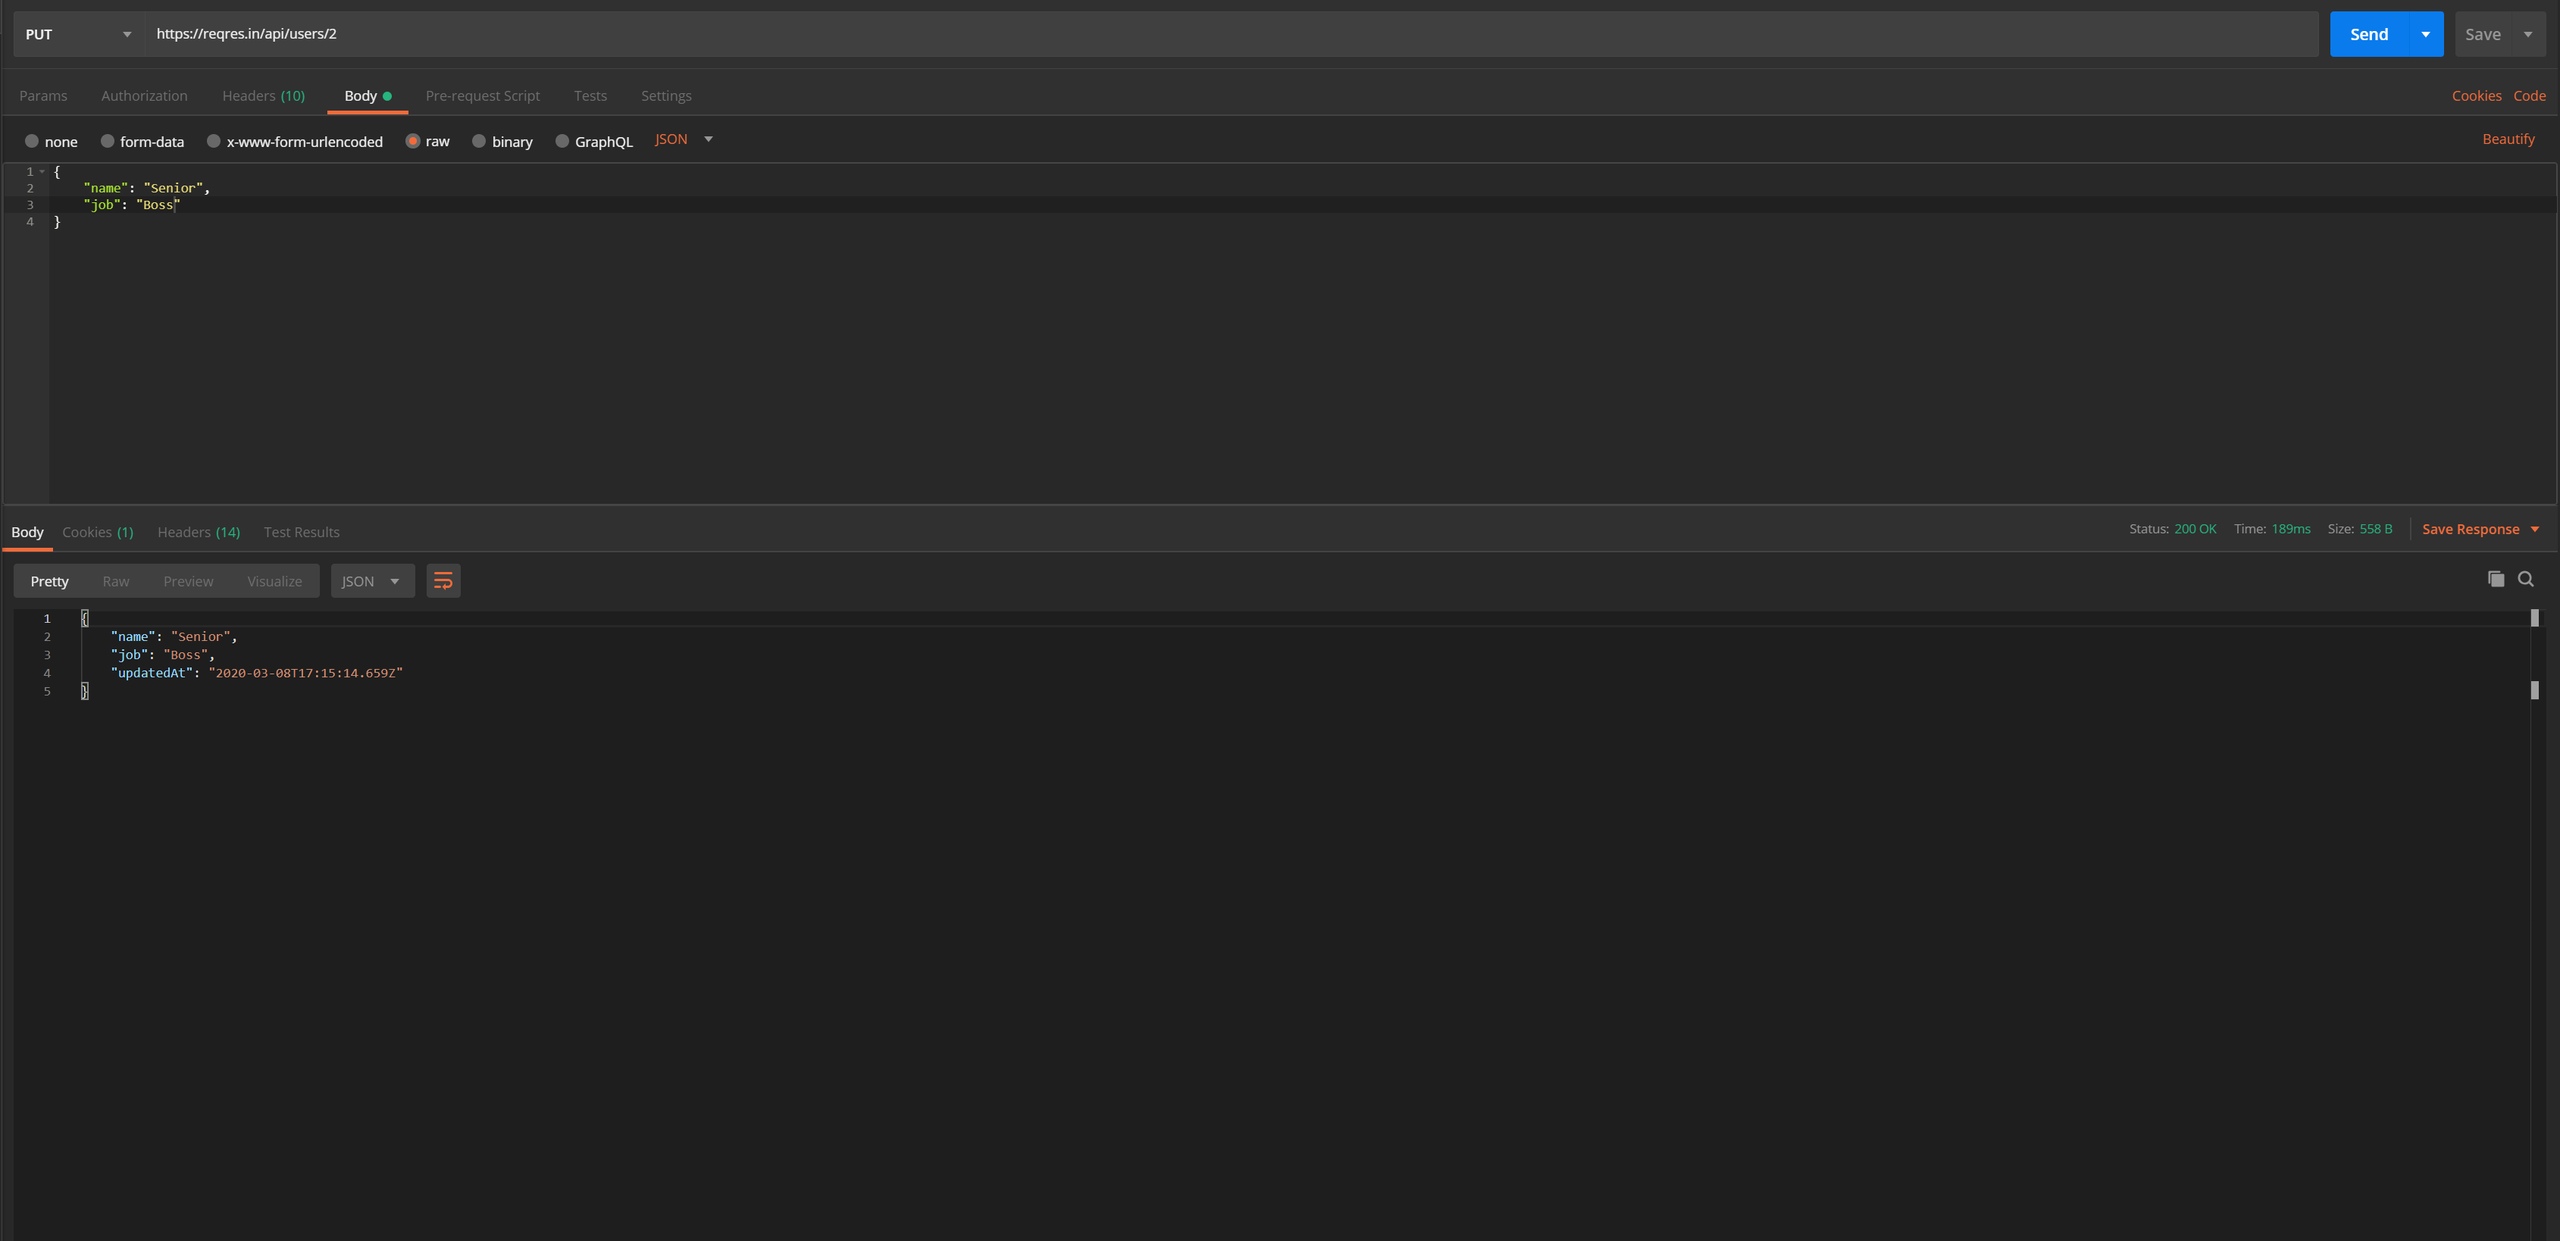 PUT https://reqres.in/api/users/2 Send Save
Params Authorization Headers (10) Body Pre-request Script Tests Settings Cookies Code
none form-data x-www-form-urlencoded raw binary GraphQL JSON Beautify
1 {
2 "name": "Senior",
3 "job": "Boss"
4 }
Body Cookies (1) Headers (14) Test Results Status: 200 OK Time: 189ms Size: 558 B Save Response
Pretty Raw Preview Visualize JSON
1 {
2 "name": "Senior",
3 "job": "Boss",
4 "updatedAt": "2020-03-08T17:15:14.659Z"
5 }